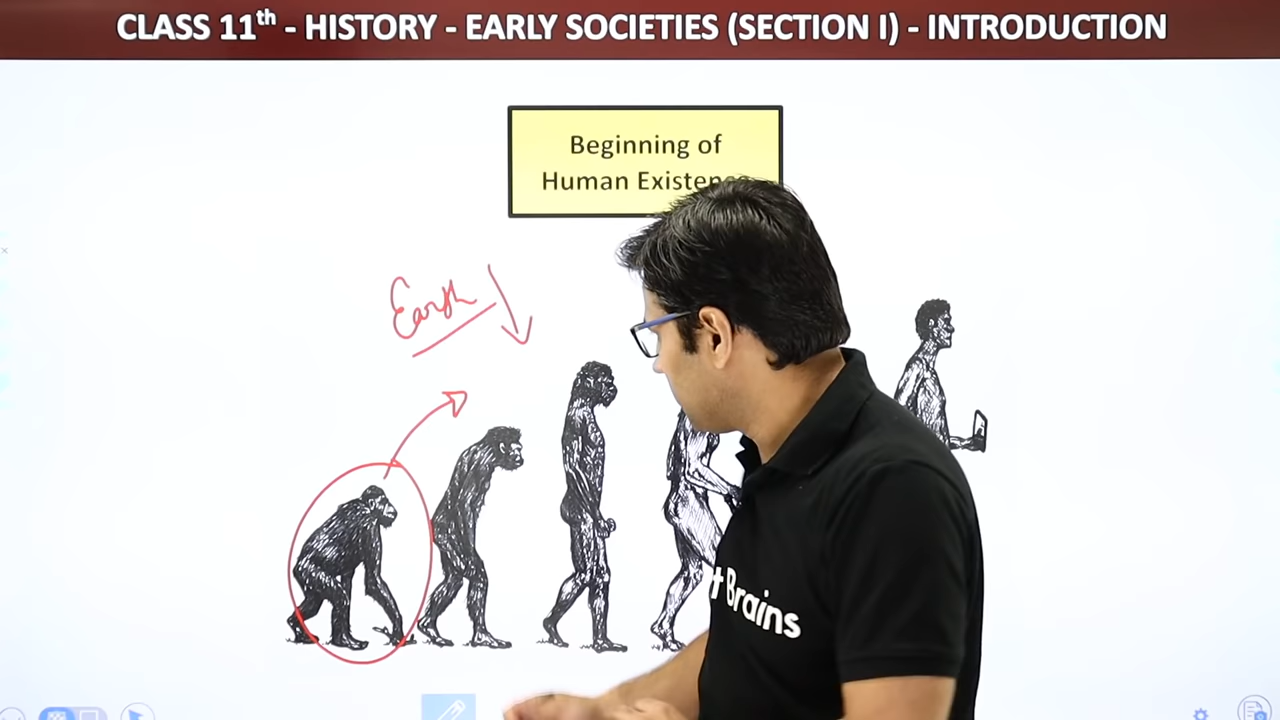 CLASS 11th - HISTORY - EARLY SOCIETIES (SECTION I) - INTRODUCTION
Beginning of
Human Existence
Earth
t Brains